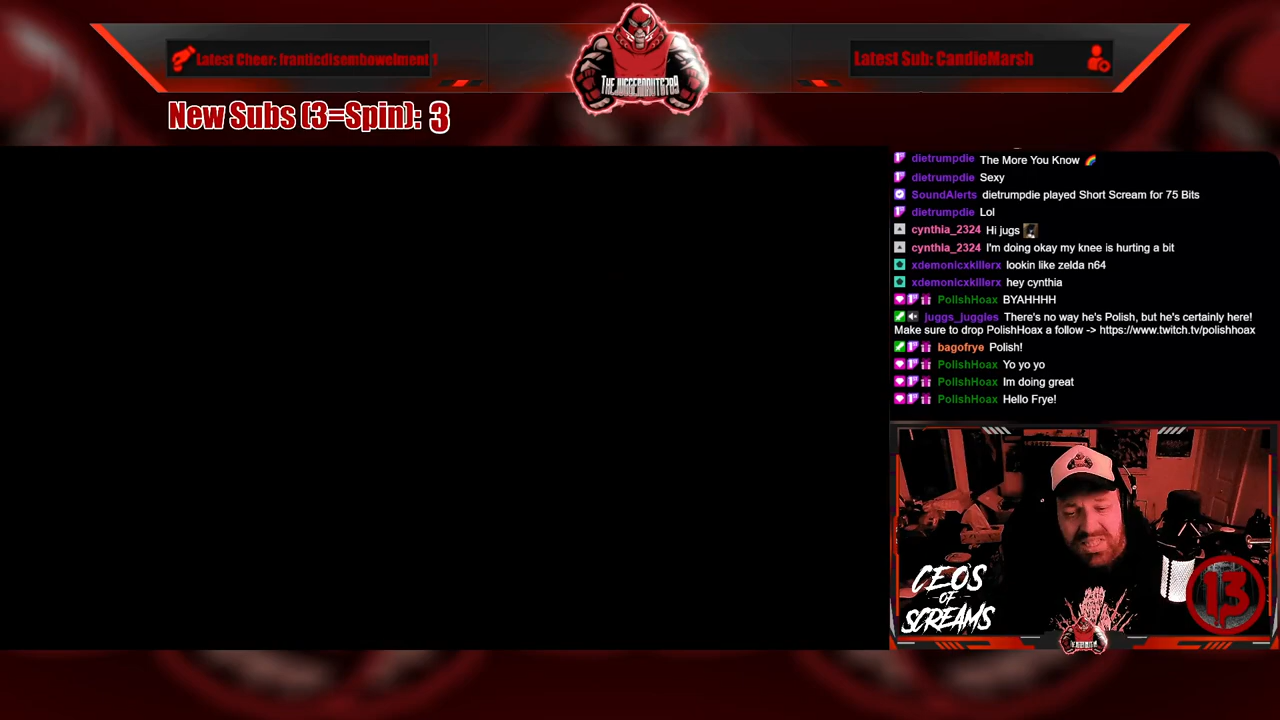 Latest Cheer: franticdisembowelment 1
THEJUGGERNAUT6789
Latest Sub: CandieMarsh
New Subs (3=Spin): 3
dietrumpdie The More You Know
dietrumpdie Sexy
SoundAlerts dietrumpdie played Short Scream for 75 Bits
dietrumpdie Lol
cynthia_2324 Hi jugs
cynthia_2324 I'm doing okay my knee is hurting a bit
xdemonicxkillerx lookin like zelda n64
xdemonicxkillerx hey cynthia
PolishHoax BYAHHHH
juggs_juggies There's no way he's Polish, but he's certainly here!
Make sure to drop PolishHoax a follow -> https://www.twitch.tv/polishhoax
bagofrye Polish!
PolishHoax Yo yo yo
PolishHoax Im doing great
PolishHoax Hello Frye!
CEOS
OF
SCREAMS
13